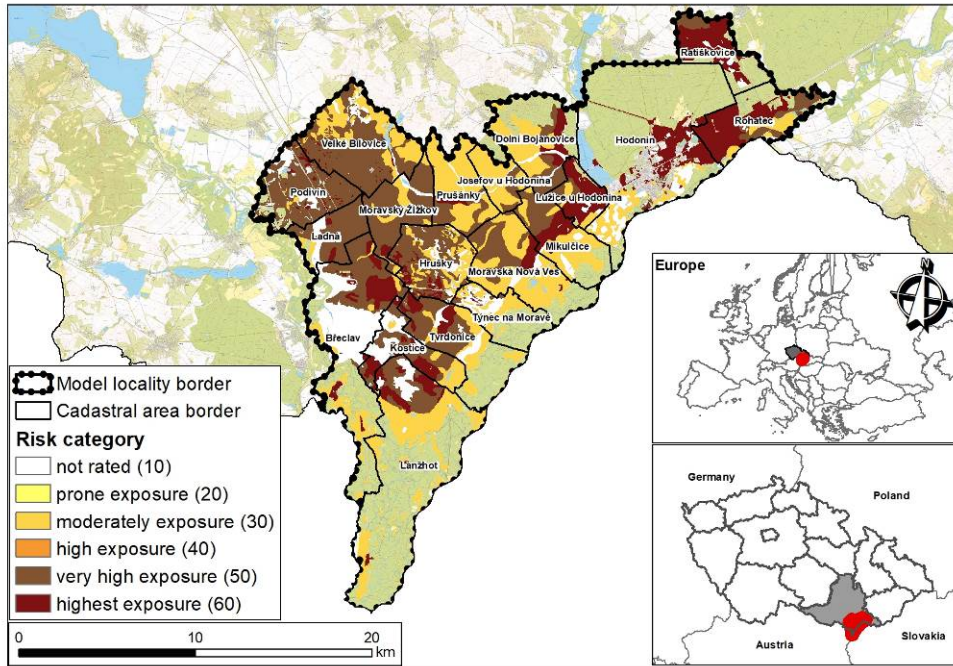 Ratíškovice
Rohatec
Hodonín
Dolní Bojanovice
Velké Bílovice
Josefov u Hodonína
Prušánky
Lužice u Hodonína
Podivín
Moravský Žižkov
Ladná
Mikulčice
Hrušky
Moravská Nová Ves
Týnec na Moravě
Břeclav
Tvrdonice
Kostice
Lanžhot
Model locality border
Cadastral area border
Risk category
not rated (10)
prone exposure (20)
moderately exposure (30)
high exposure (40)
very high exposure (50)
highest exposure (60)
0 10 20
km
Europe
N
Germany
Poland
Austria
Slovakia